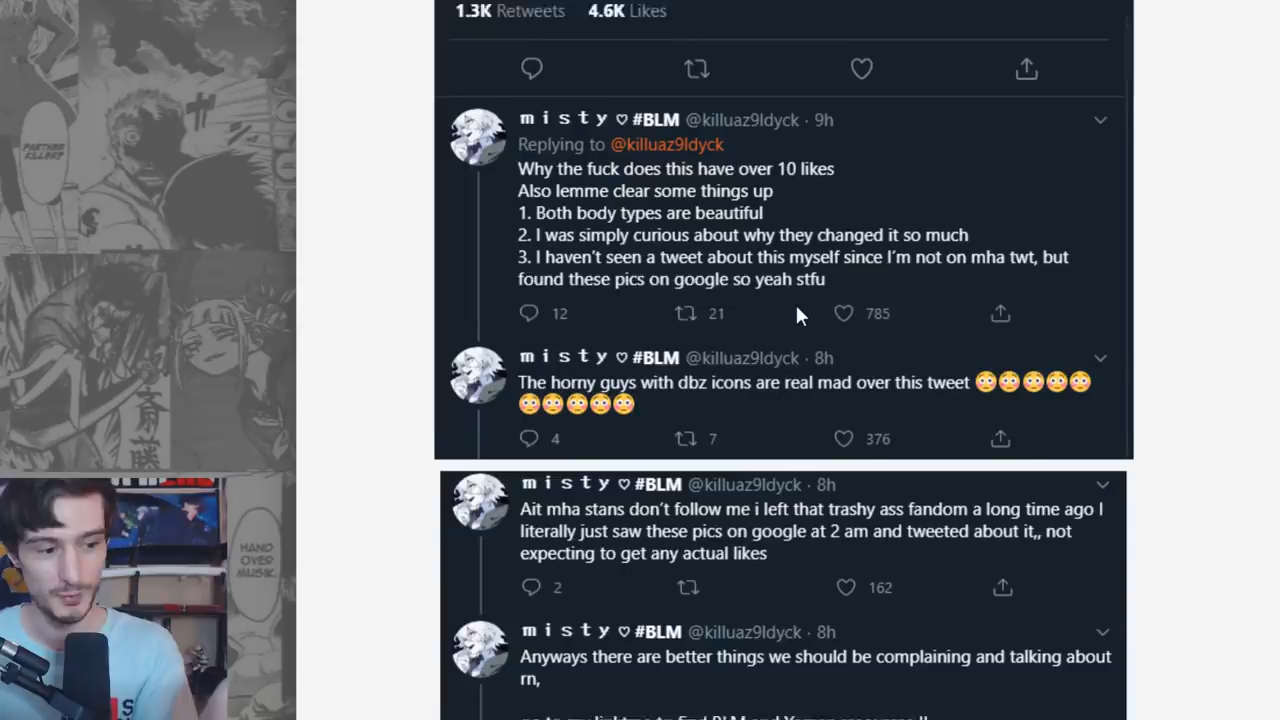 1.3K Retweets 4.6K Likes
m i s t y ♡ #BLM @killuaz9ldyck · 9h
Replying to @killuaz9ldyck
Why the fuck does this have over 10 likes
Also lemme clear some things up
1. Both body types are beautiful
2. I was simply curious about why they changed it so much
3. I haven't seen a tweet about this myself since I'm not on mha twt, but
found these pics on google so yeah stfu
12 21 785
m i s t y ♡ #BLM @killuaz9ldyck · 8h
The horny guys with dbz icons are real mad over this tweet 😳😳😳😳😳
😳😳😳😳😳
4 7 376
m i s t y ♡ #BLM @killuaz9ldyck · 8h
Ait mha stans don't follow me i left that trashy ass fandom a long time ago I
literally just saw these pics on google at 2 am and tweeted about it,, not
expecting to get any actual likes
2 162
m i s t y ♡ #BLM @killuaz9ldyck · 8h
Anyways there are better things we should be complaining and talking about
rn,
PARTNER
KILLER?
斎藤
HAND
OVER
MUSIK.